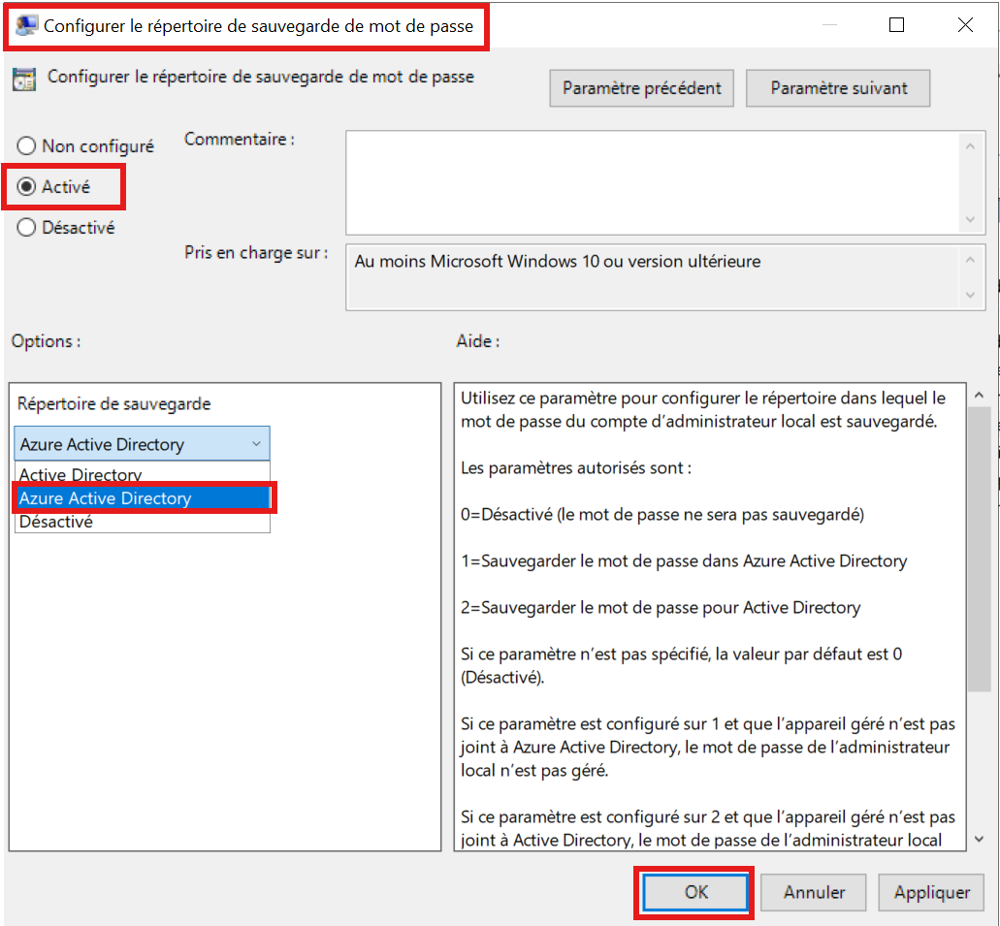 Configurer le répertoire de sauvegarde de mot de passe
Configurer le répertoire de sauvegarde de mot de passe
Paramètre précédent
Paramètre suivant
Non configuré
Commentaire :
Activé
Désactivé
Pris en charge sur :
Au moins Microsoft Windows 10 ou version ultérieure
Options :
Aide :
Répertoire de sauvegarde
Azure Active Directory
Active Directory
Azure Active Directory
Désactivé
Utilisez ce paramètre pour configurer le répertoire dans lequel le
mot de passe du compte d’administrateur local est sauvegardé.
Les paramètres autorisés sont :
0=Désactivé (le mot de passe ne sera pas sauvegardé)
1=Sauvegarder le mot de passe dans Azure Active Directory
2=Sauvegarder le mot de passe pour Active Directory
Si ce paramètre n’est pas spécifié, la valeur par défaut est 0
(Désactivé).
Si ce paramètre est configuré sur 1 et que l’appareil géré n’est pas
joint à Azure Active Directory, le mot de passe de l’administrateur
local n’est pas géré.
Si ce paramètre est configuré sur 2 et que l’appareil géré n’est pas
joint à Active Directory, le mot de passe de l’administrateur local
OK
Annuler
Appliquer